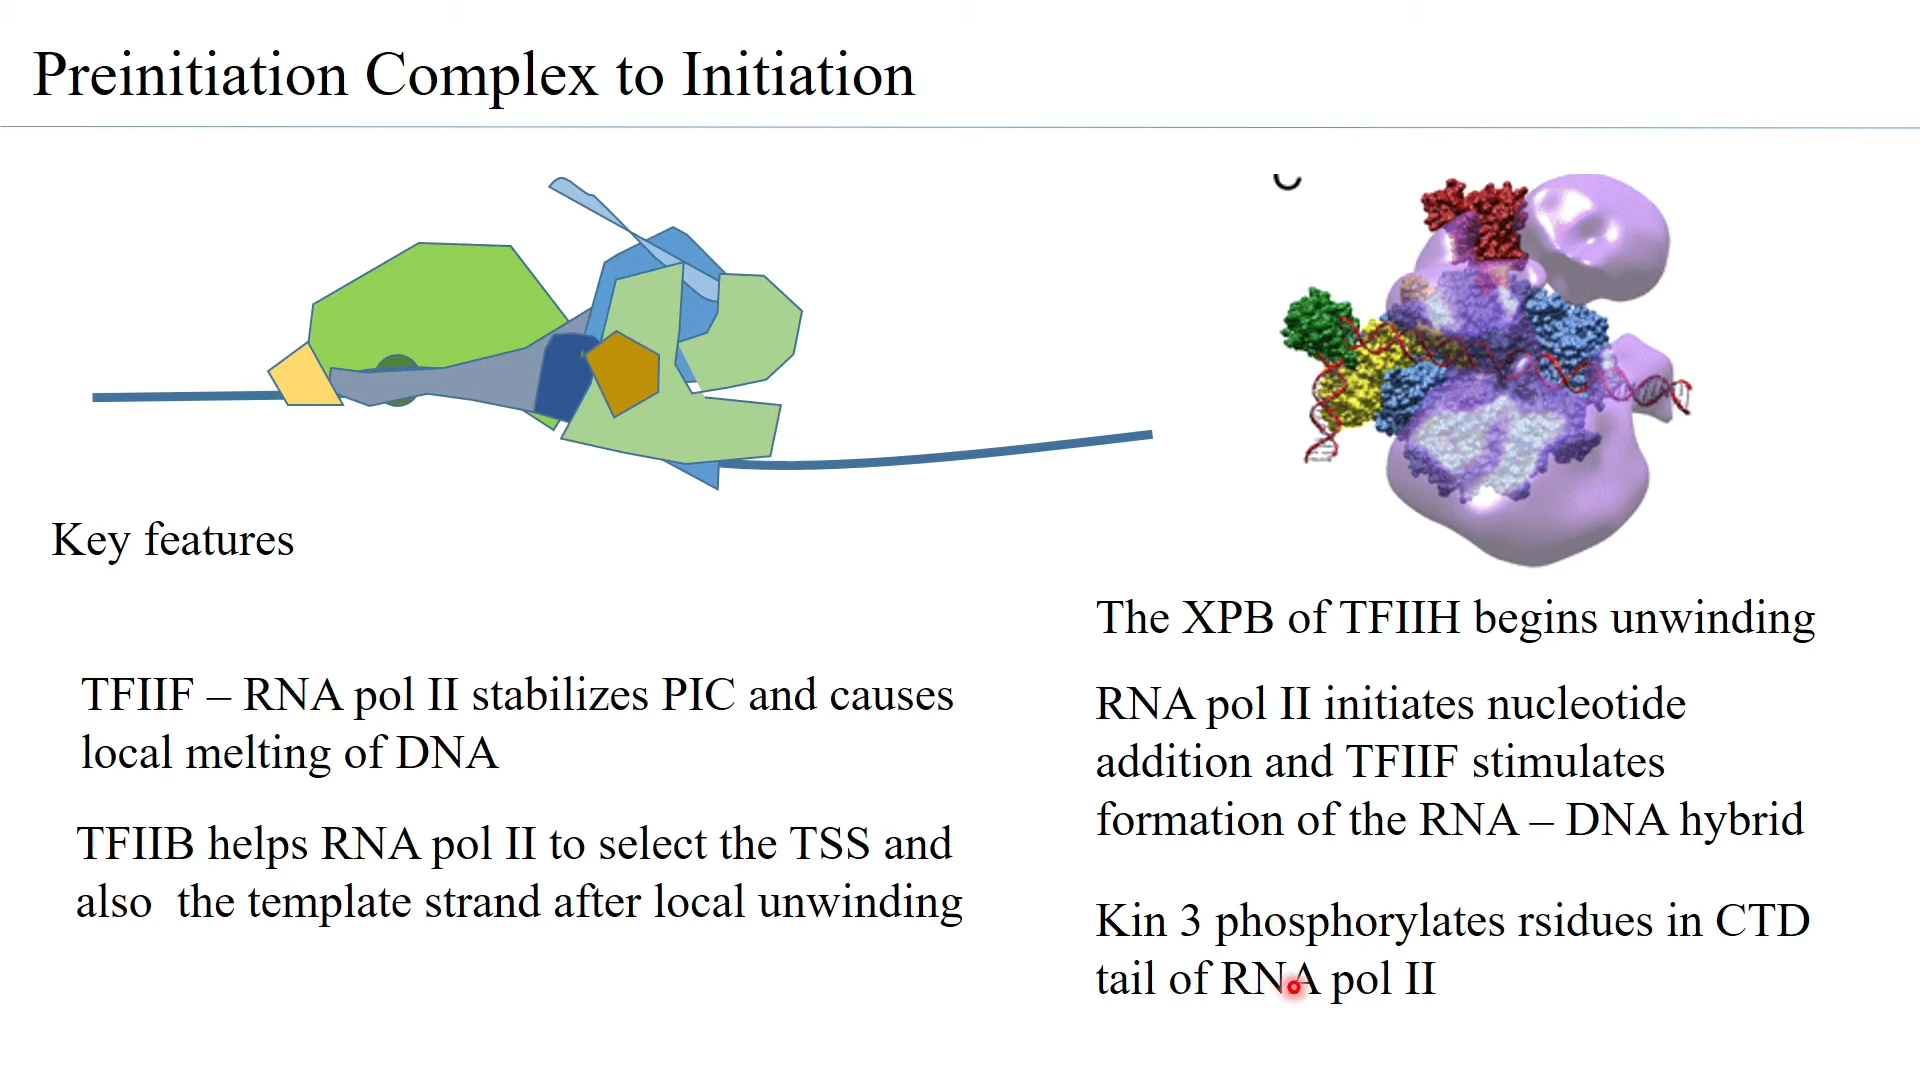 Preinitiation Complex to Initiation
Key features
TFIIF – RNA pol II stabilizes PIC and causes
local melting of DNA
TFIIB helps RNA pol II to select the TSS and
also  the template strand after local unwinding
The XPB of TFIIH begins unwinding
RNA pol II initiates nucleotide
addition and TFIIF stimulates
formation of the RNA – DNA hybrid
Kin 3 phosphorylates rsidues in CTD
tail of RNA pol II